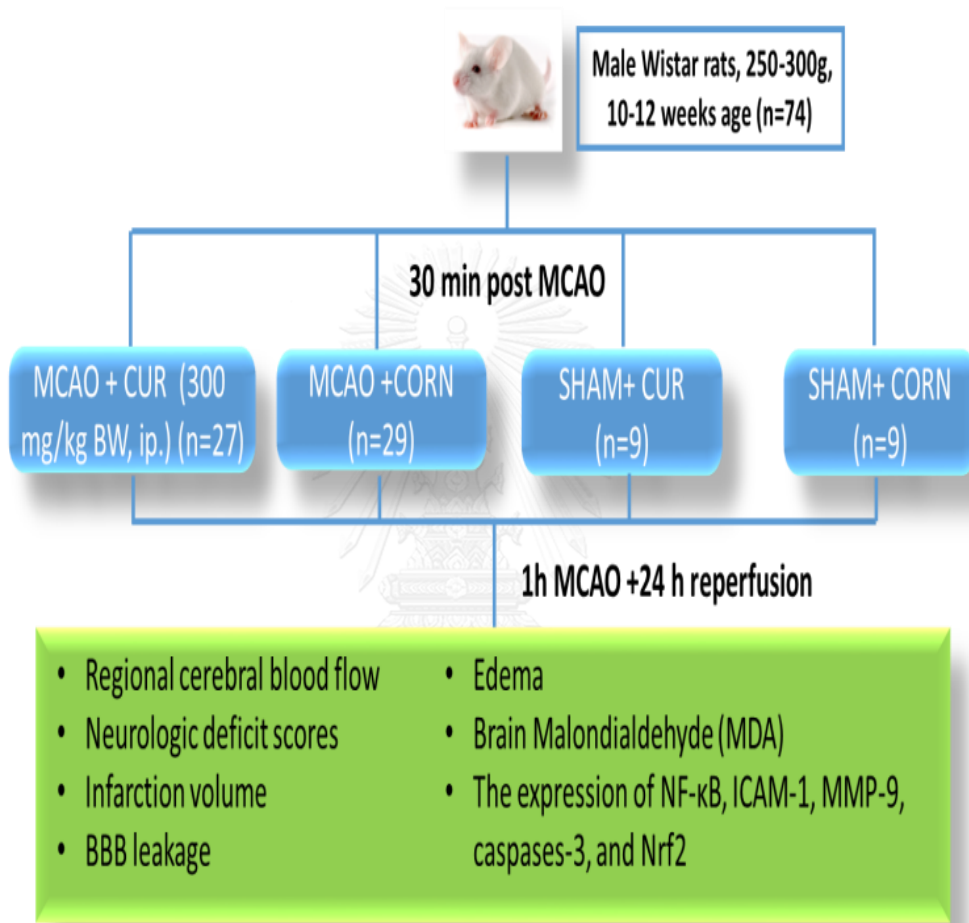 Male Wistar rats, 250-300g,
10-12 weeks age (n=74)
30 min post MCAO
MCAO + CUR (300
mg/kg BW, ip.) (n=27)
MCAO +CORN
(n=29)
SHAM+ CUR
(n=9)
SHAM+ CORN
(n=9)
1h MCAO +24 h reperfusion
• Regional cerebral blood flow
• Neurologic deficit scores
• Infarction volume
• BBB leakage
• Edema
• Brain Malondialdehyde (MDA)
• The expression of NF-κB, ICAM-1, MMP-9,
caspases-3, and Nrf2